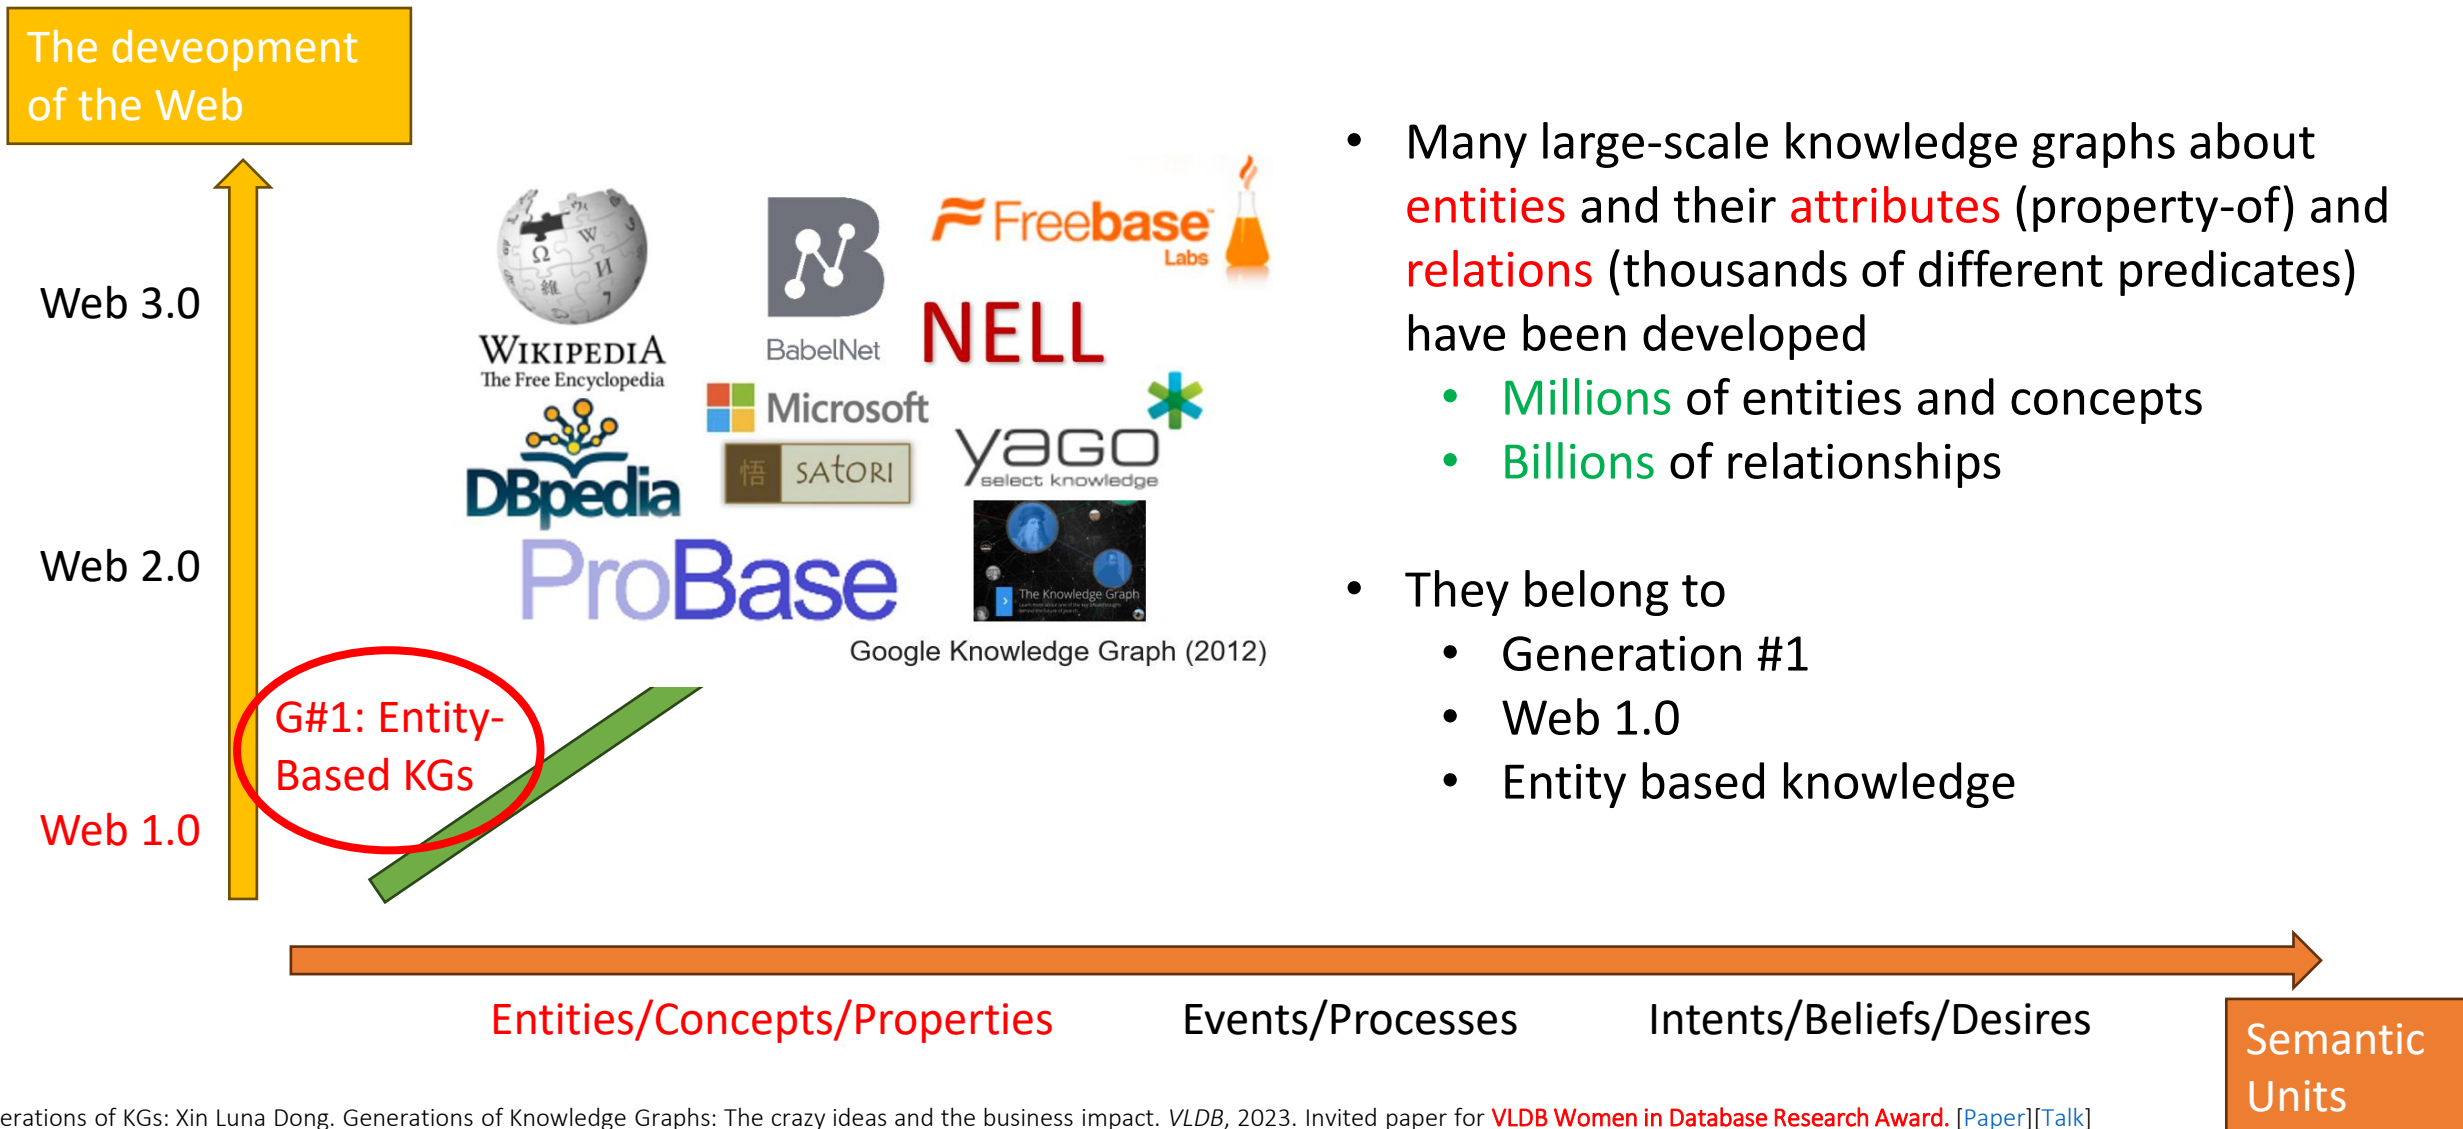 The deveopment
of the Web
Web 3.0
Web 2.0
Web 1.0
WIKIPEDIA
The Free Encyclopedia
BabelNet
Freebase
Labs
NELL
Microsoft
悟 SATORI
DBpedia
yago
select knowledge
ProBase
The Knowledge Graph
Google Knowledge Graph (2012)
G#1: Entity-
Based KGs
• Many large-scale knowledge graphs about
entities and their attributes (property-of) and
relations (thousands of different predicates)
have been developed
• Millions of entities and concepts
• Billions of relationships
• They belong to
• Generation #1
• Web 1.0
• Entity based knowledge
Entities/Concepts/Properties
Events/Processes
Intents/Beliefs/Desires
Semantic
Units
erations of KGs: Xin Luna Dong. Generations of Knowledge Graphs: The crazy ideas and the business impact. VLDB, 2023. Invited paper for VLDB Women in Database Research Award. [Paper][Talk]